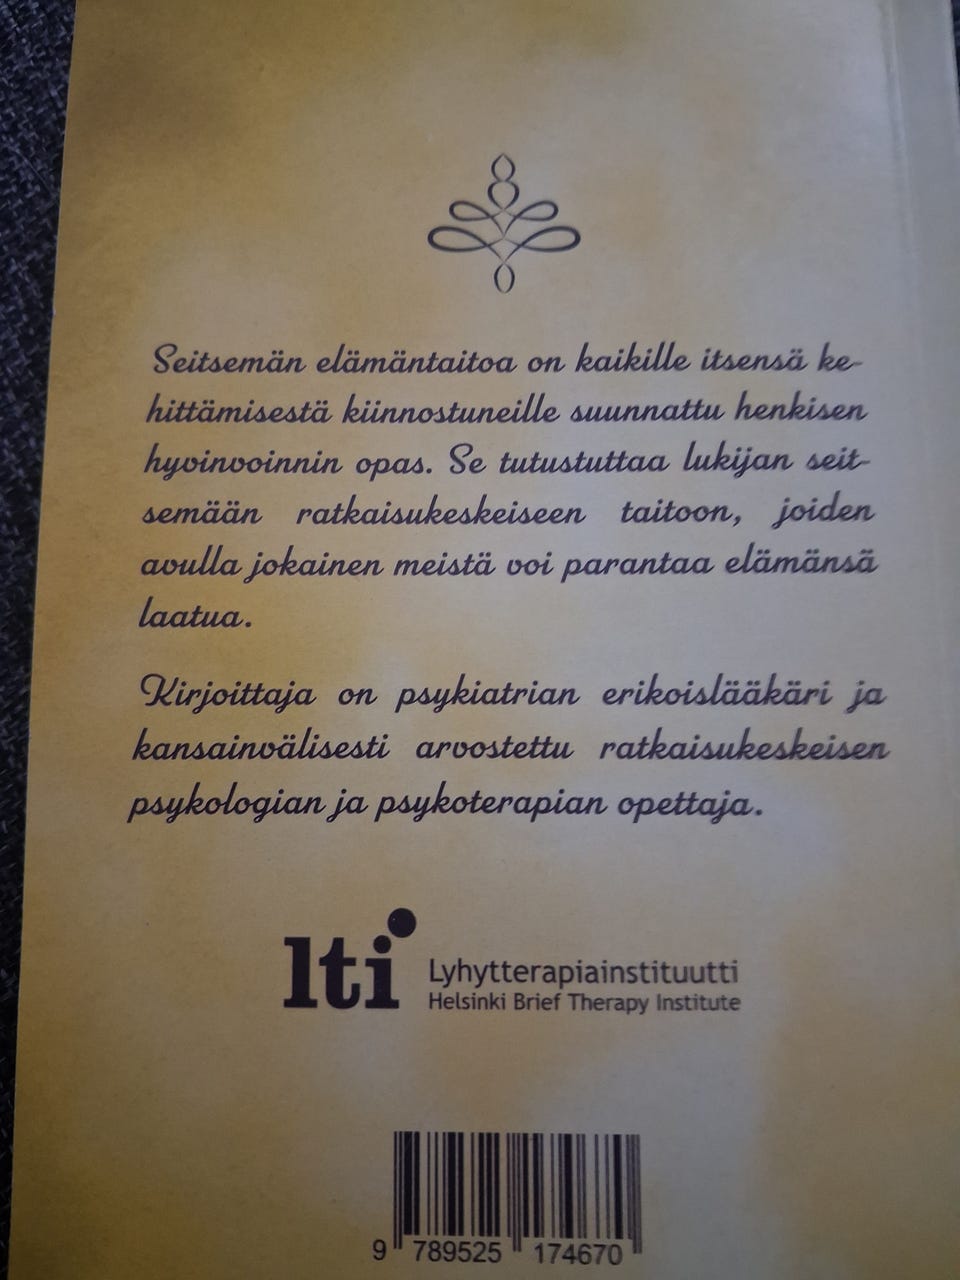 Seitsemän elämäntaitoa on kaikille itsensä ke-
hittämisestä kiinnostuneille suunnattu henkisen
hyvinvoinnin opas. Se tutustuttaa lukijan seit-
semään ratkaisukeskeiseen taitoon, joiden
avulla jokainen meistä voi parantaa elämänsä
laatua.
Kirjoittaja on psykiatrian erikoislääkäri ja
kansainvälisesti arvostettu ratkaisukeskeisen
psykologian ja psykoterapian opettaja.
lti
Lyhytterapiainstituutti
Helsinki Brief Therapy Institute
9 789525 174670